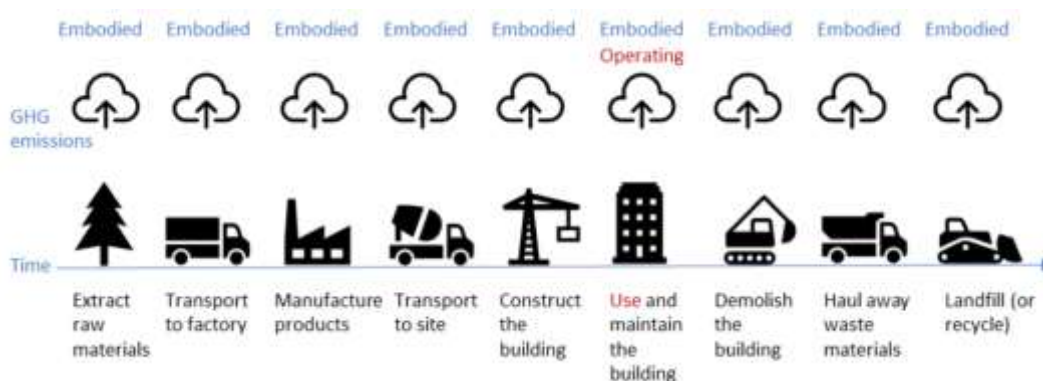 Embodied Embodied Embodied Embodied Embodied Embodied Embodied Embodied Embodied
Operating
GHG
emissions
Time
Extract
raw
materials
Transport
to factory
Manufacture
products
Transport
to site
Construct
the
building
Use and
maintain
the
building
Demolish
the
building
Haul away
waste
materials
Landfill (or
recycle)